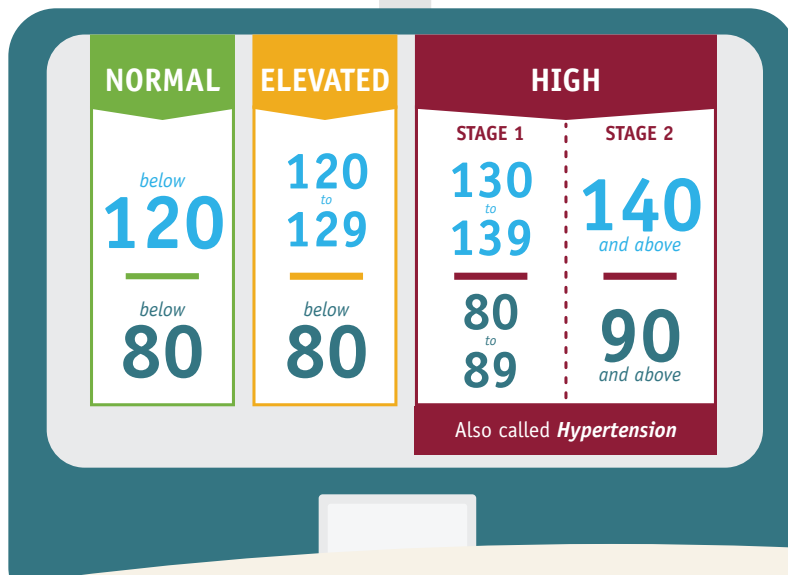 NORMAL
below
120
below
80
ELEVATED
120
to
129
below
80
HIGH
STAGE 1
130
to
139
80
to
89
STAGE 2
140
and above
90
and above
Also called Hypertension